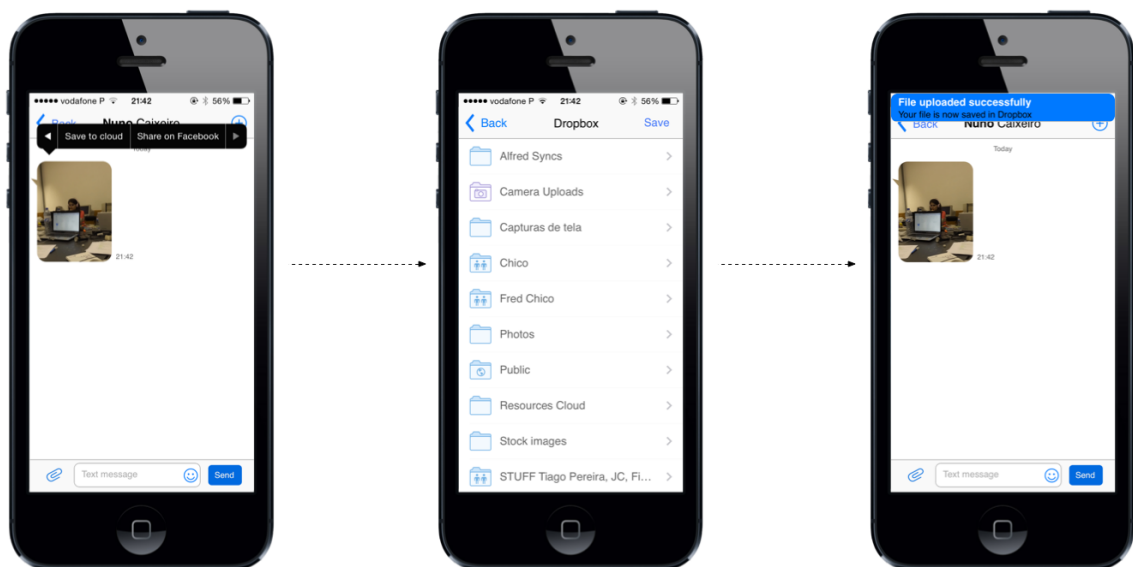 vodafone P 21:42 56%
Back Nuno Caixeiro
Save to cloud Share on Facebook
Today
21:42
Text message Send
vodafone P 21:42 56%
Back Dropbox Save
Alfred Syncs
Camera Uploads
Capturas de tela
Chico
Fred Chico
Photos
Public
Resources Cloud
Stock images
STUFF Tiago Pereira, JC, Fi...
File uploaded successfully
Your file is now saved in Dropbox
Back Nuno Caixeiro
Today
21:42
Text message Send